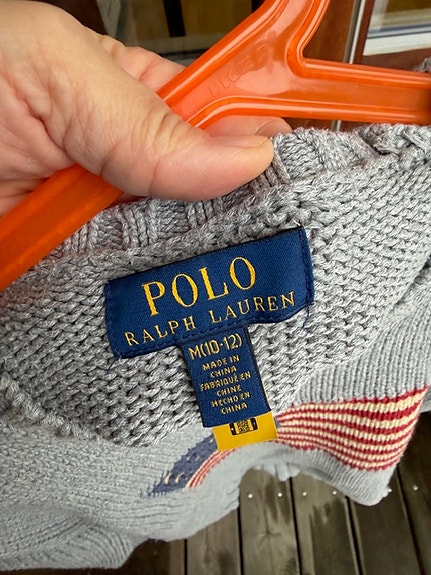 POLO
RALPH LAUREN
M(10-12)
MADE IN
CHINA
FABRIQUÉ EN
CHINE
HECHO EN
CHINA